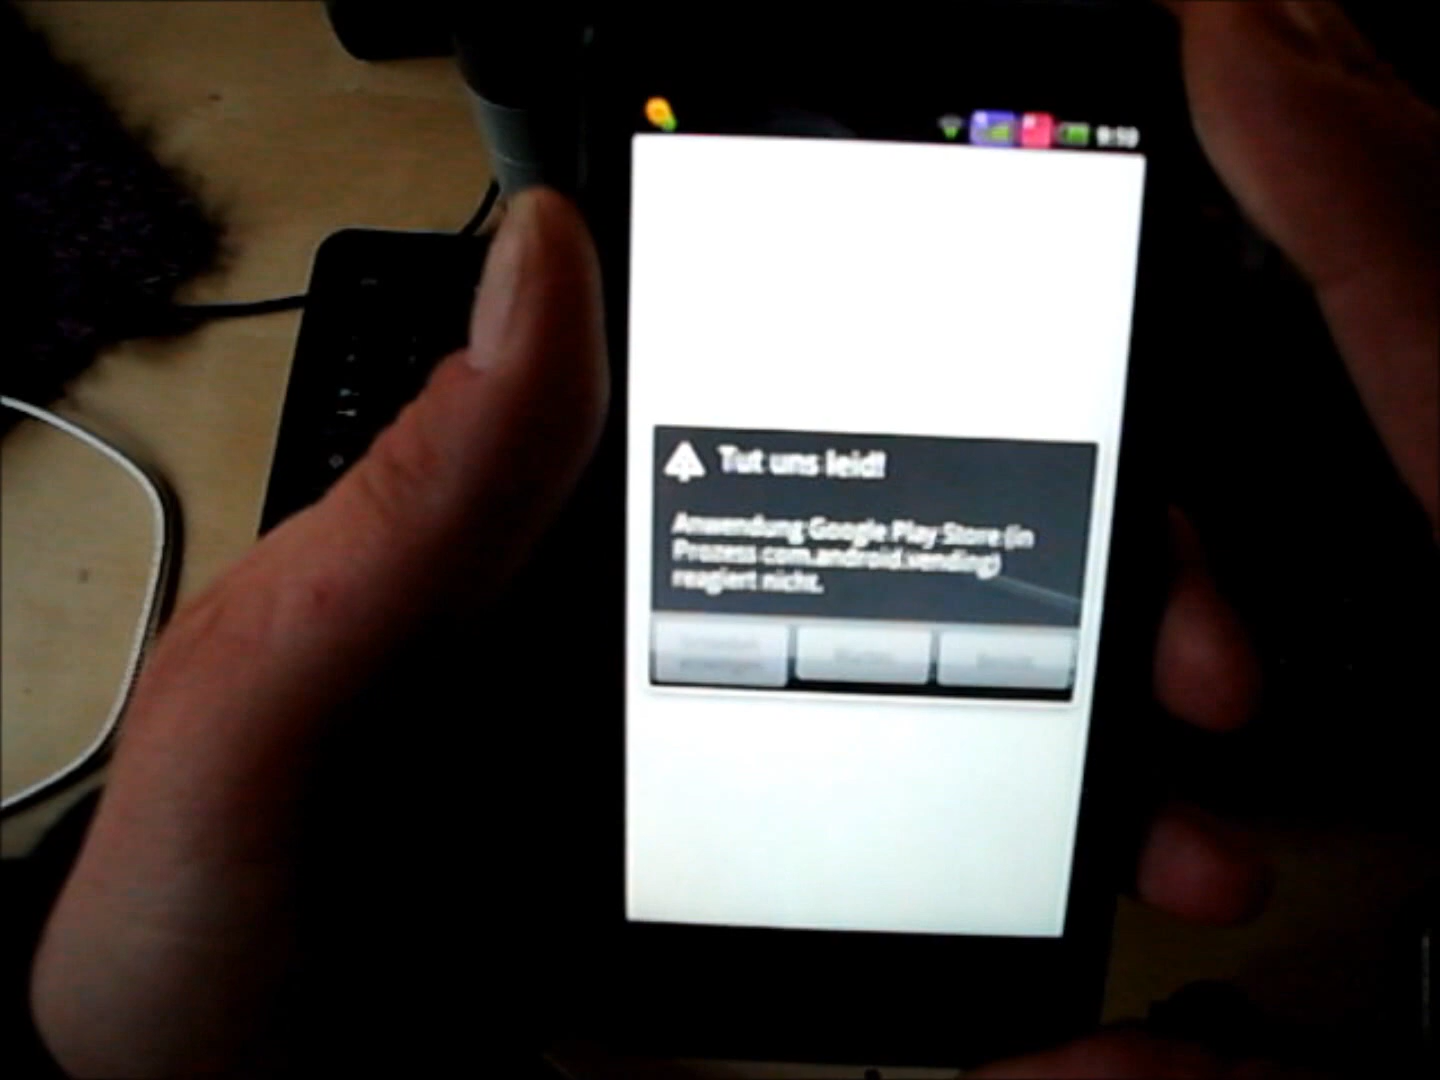 Tut uns leid!
Anwendung Google Play Store (in
Prozess com.android.vending)
reagiert nicht.